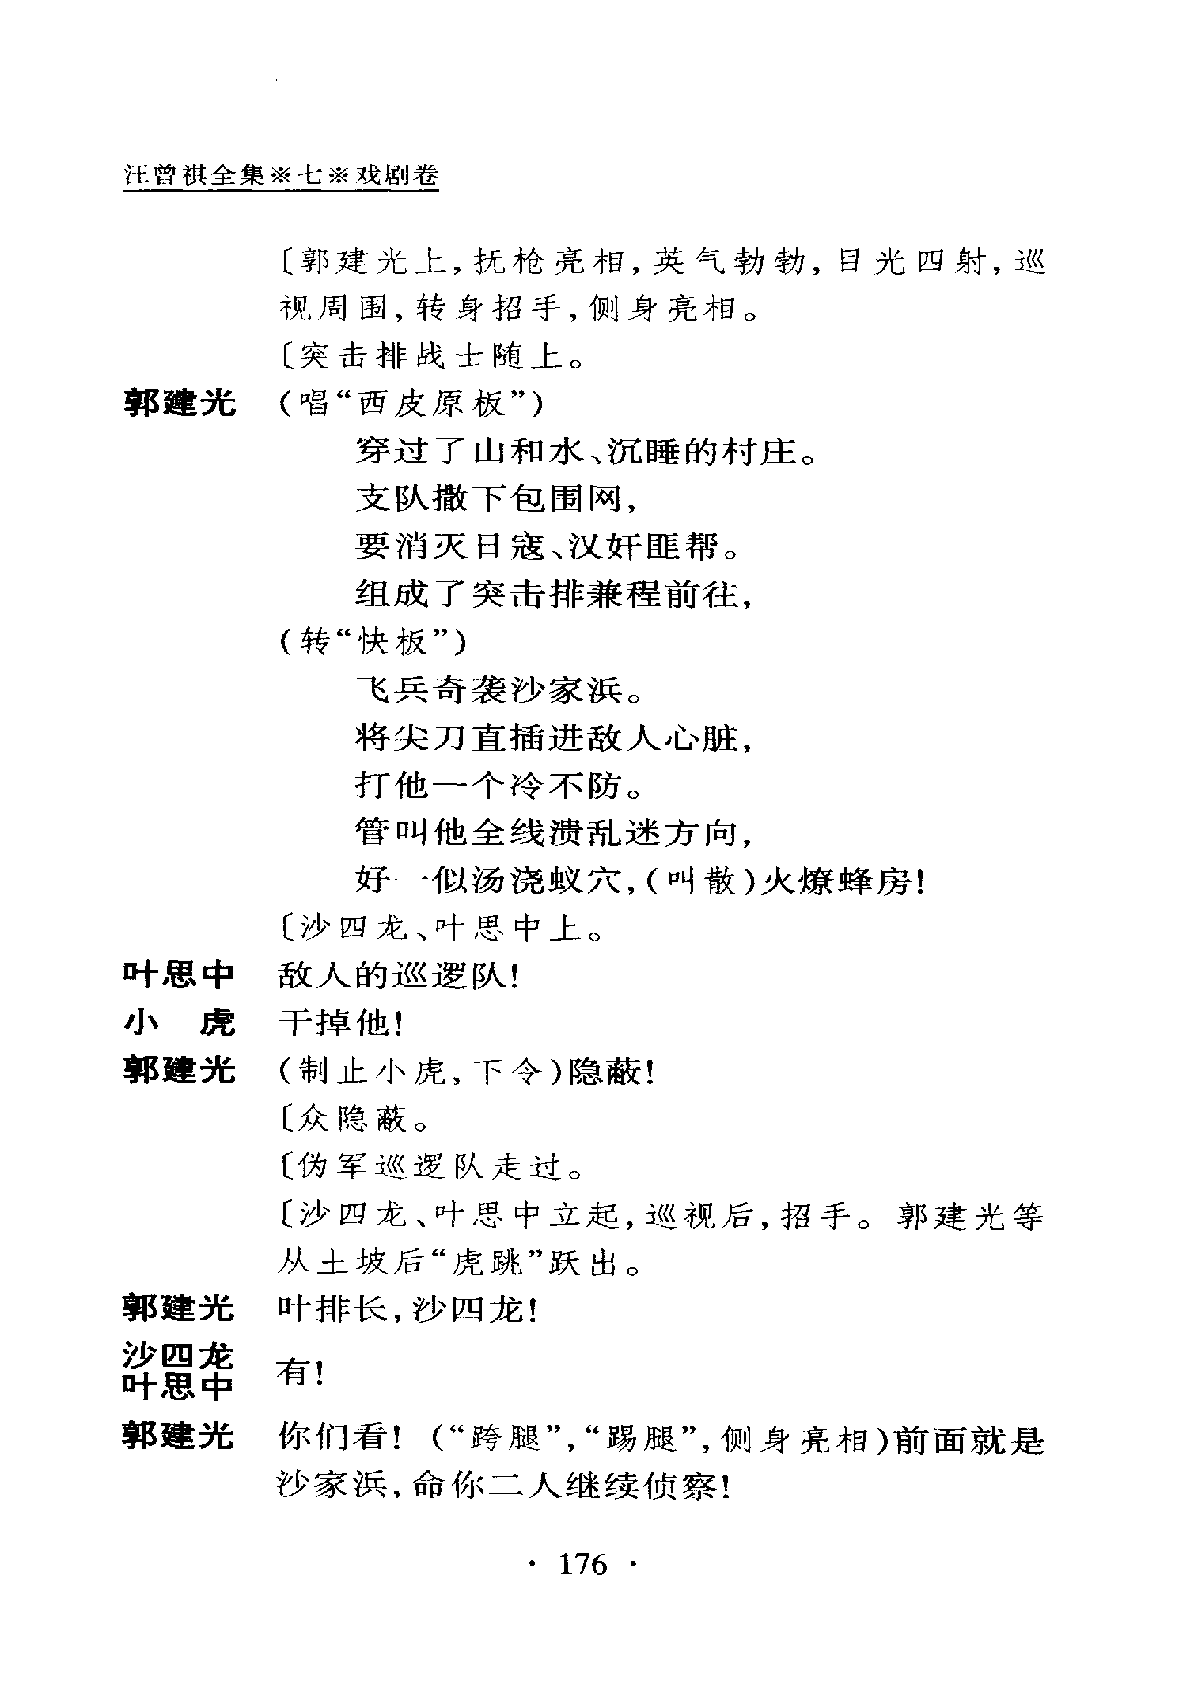 汪曾祺全集※七※戏剧卷
〔郭建光上，抚枪亮相，英气勃勃，目光四射，巡
视周围，转身招手，侧身亮相。
〔突击排战士随上。
郭建光 （唱“西皮原板”）
穿过了山和水、沉睡的村庄。
支队撒下包围网，
要消灭日寇、汉奸匪帮。
组成了突击排兼程前往，
（转“快板”）
飞兵奇袭沙家浜。
将尖刀直插进敌人心脏，
打他一个冷不防。
管叫他全线溃乱迷方向，
好一似汤浇蚁穴，（叫散）火燎蜂房！
〔沙四龙、叶思中上。
叶思中 敌人的巡逻队！
小　虎 干掉他！
郭建光 （制止小虎，下令）隐蔽！
〔众隐蔽。
〔伪军巡逻队走过。
〔沙四龙、叶思中立起，巡视后，招手。郭建光等
从土坡后“虎跳”跃出。
郭建光 叶排长，沙四龙！
沙四龙
叶思中
有！
郭建光 你们看！（“跨腿”，“踢腿”，侧身亮相）前面就是
沙家浜，命你二人继续侦察！
· 176 ·